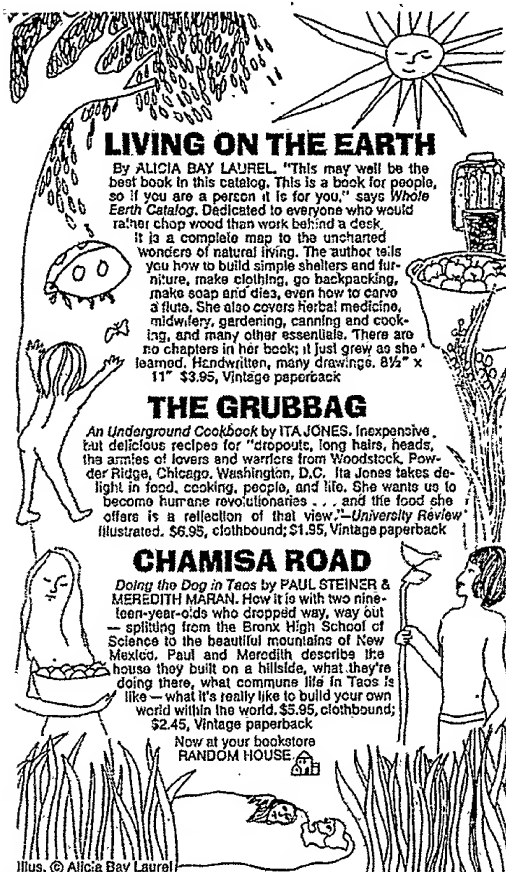 LIVING ON THE EARTH
By ALICIA BAY LAUREL. "This may well be the
best book in this catalog. This is a book for people,
so if you are a person it is for you," says Whole
Earth Catalog. Dedicated to everyone who would
rather chop wood than work behind a desk,
it is a complete map to the uncharted
wonders of natural living. The author tells
you how to build simple shelters and fur-
niture, make clothing, go backpacking,
make soap and dies, even how to carve
a flute. She also covers herbal medicine,
midwifery, gardening, canning and cook-
ing, and many other essentials. There are
no chapters in her book; it just grew as she
learned. Handwritten, many drawings. 8½" x
11" $3.95, Vintage paperback
THE GRUBBAG
An Underground Cookbook by ITA JONES. Inexpensive
but delicious recipes for "dropouts, long hairs, heads,
the armies of lovers and warriors from Woodstock, Pow-
der Ridge, Chicago, Washington, D.C. Ita Jones takes de-
light in food, cooking, people, and life. She wants us to
become humane revolutionaries . . . and the food she
offers is a reflection of that view."—University Review
Illustrated. $6.95, clothbound; $1.95, Vintage paperback
CHAMISA ROAD
Doing the Dog in Taos by PAUL STEINER &
MEREDITH MARAN. How it is with two nine-
teen-year-olds who dropped way, way out
— splitting from the Bronx High School of
Science to the beautiful mountains of New
Mexico. Paul and Meredith describe the
house they built on a hillside, what they're
doing there, what commune life in Taos is
like — what it's really like to build your own
world within the world. $5.95, clothbound;
$2.45, Vintage paperback
Now at your bookstore
RANDOM HOUSE
Illus. © Alicia Bay Laurel